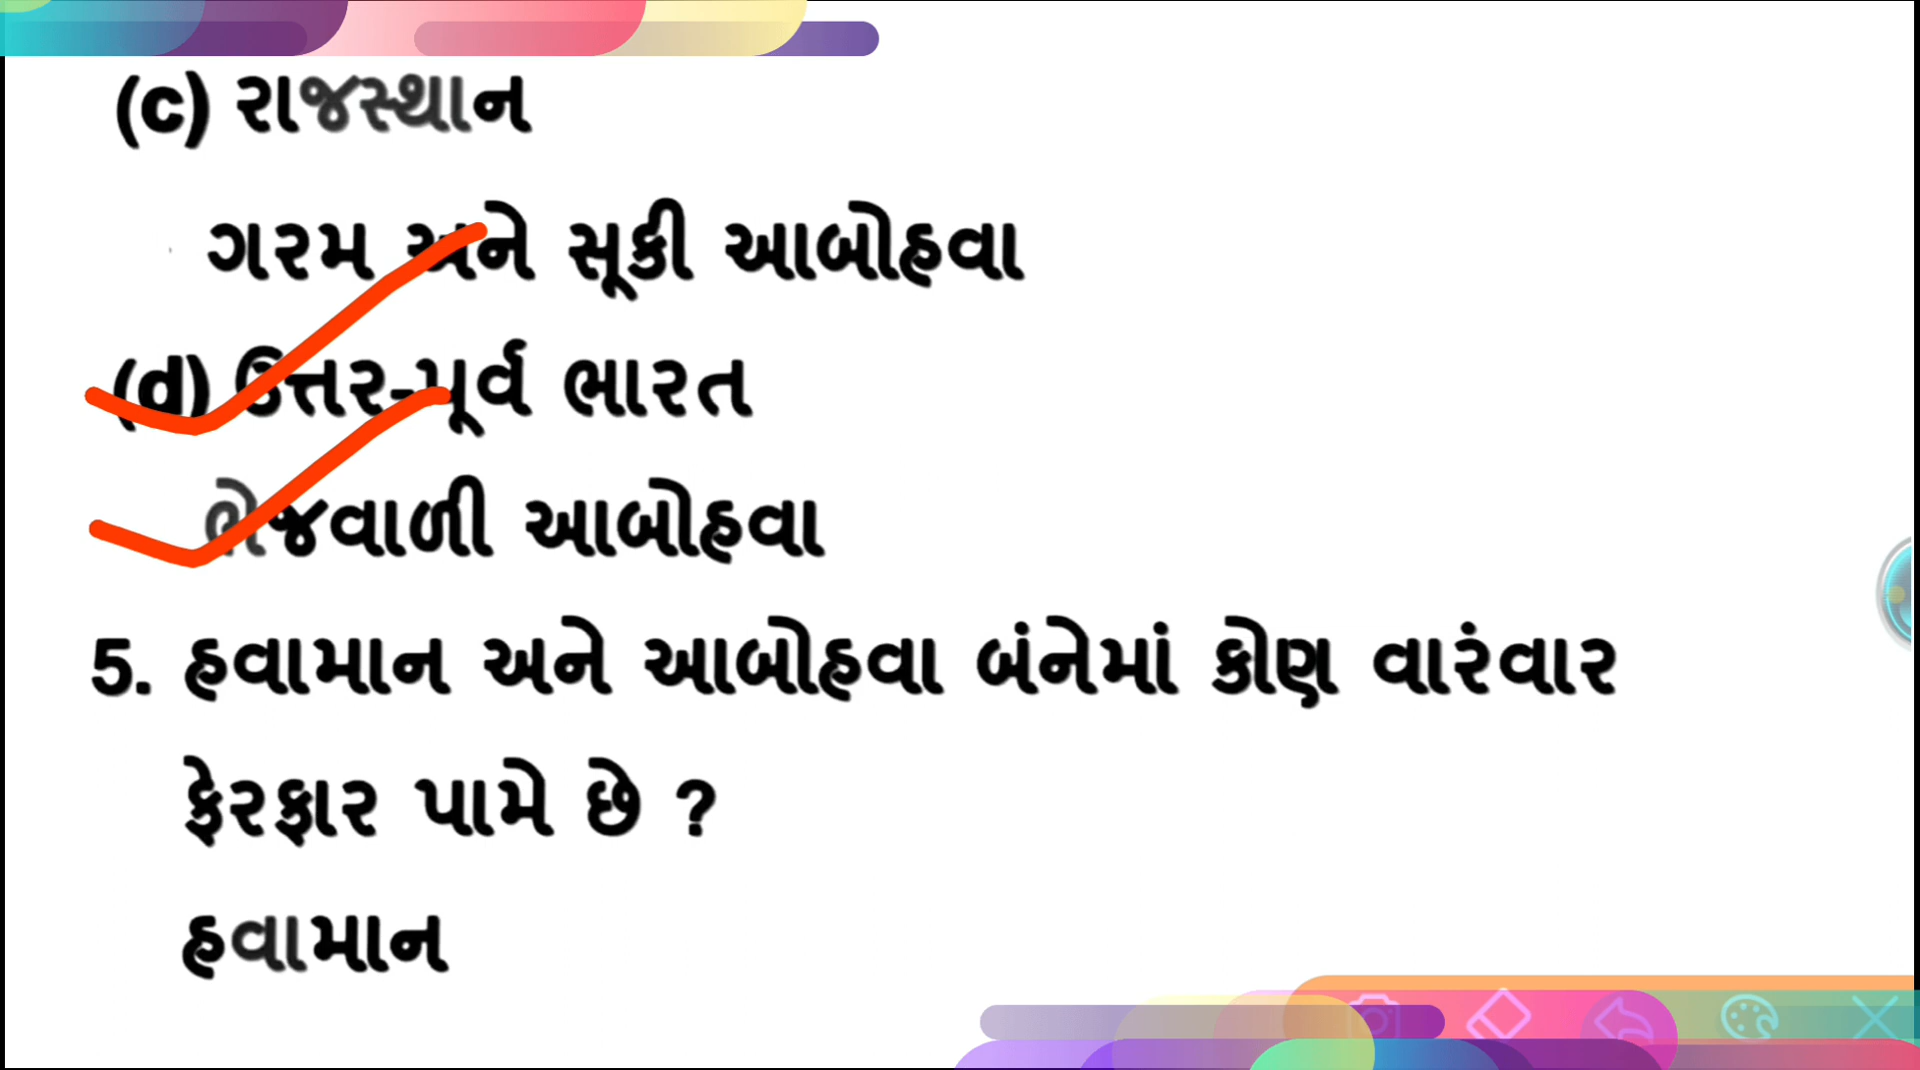 (c) રાજસ્થાન
ગરમ અને સૂકી આબોહવા
(d) ઉત્તર-પૂર્વ ભારત
ભેજવાળી આબોહવા
5. હવામાન અને આબોહવા બંનેમાં કોણ વારંવાર
ફેરફાર પામે છે ?
હવામાન